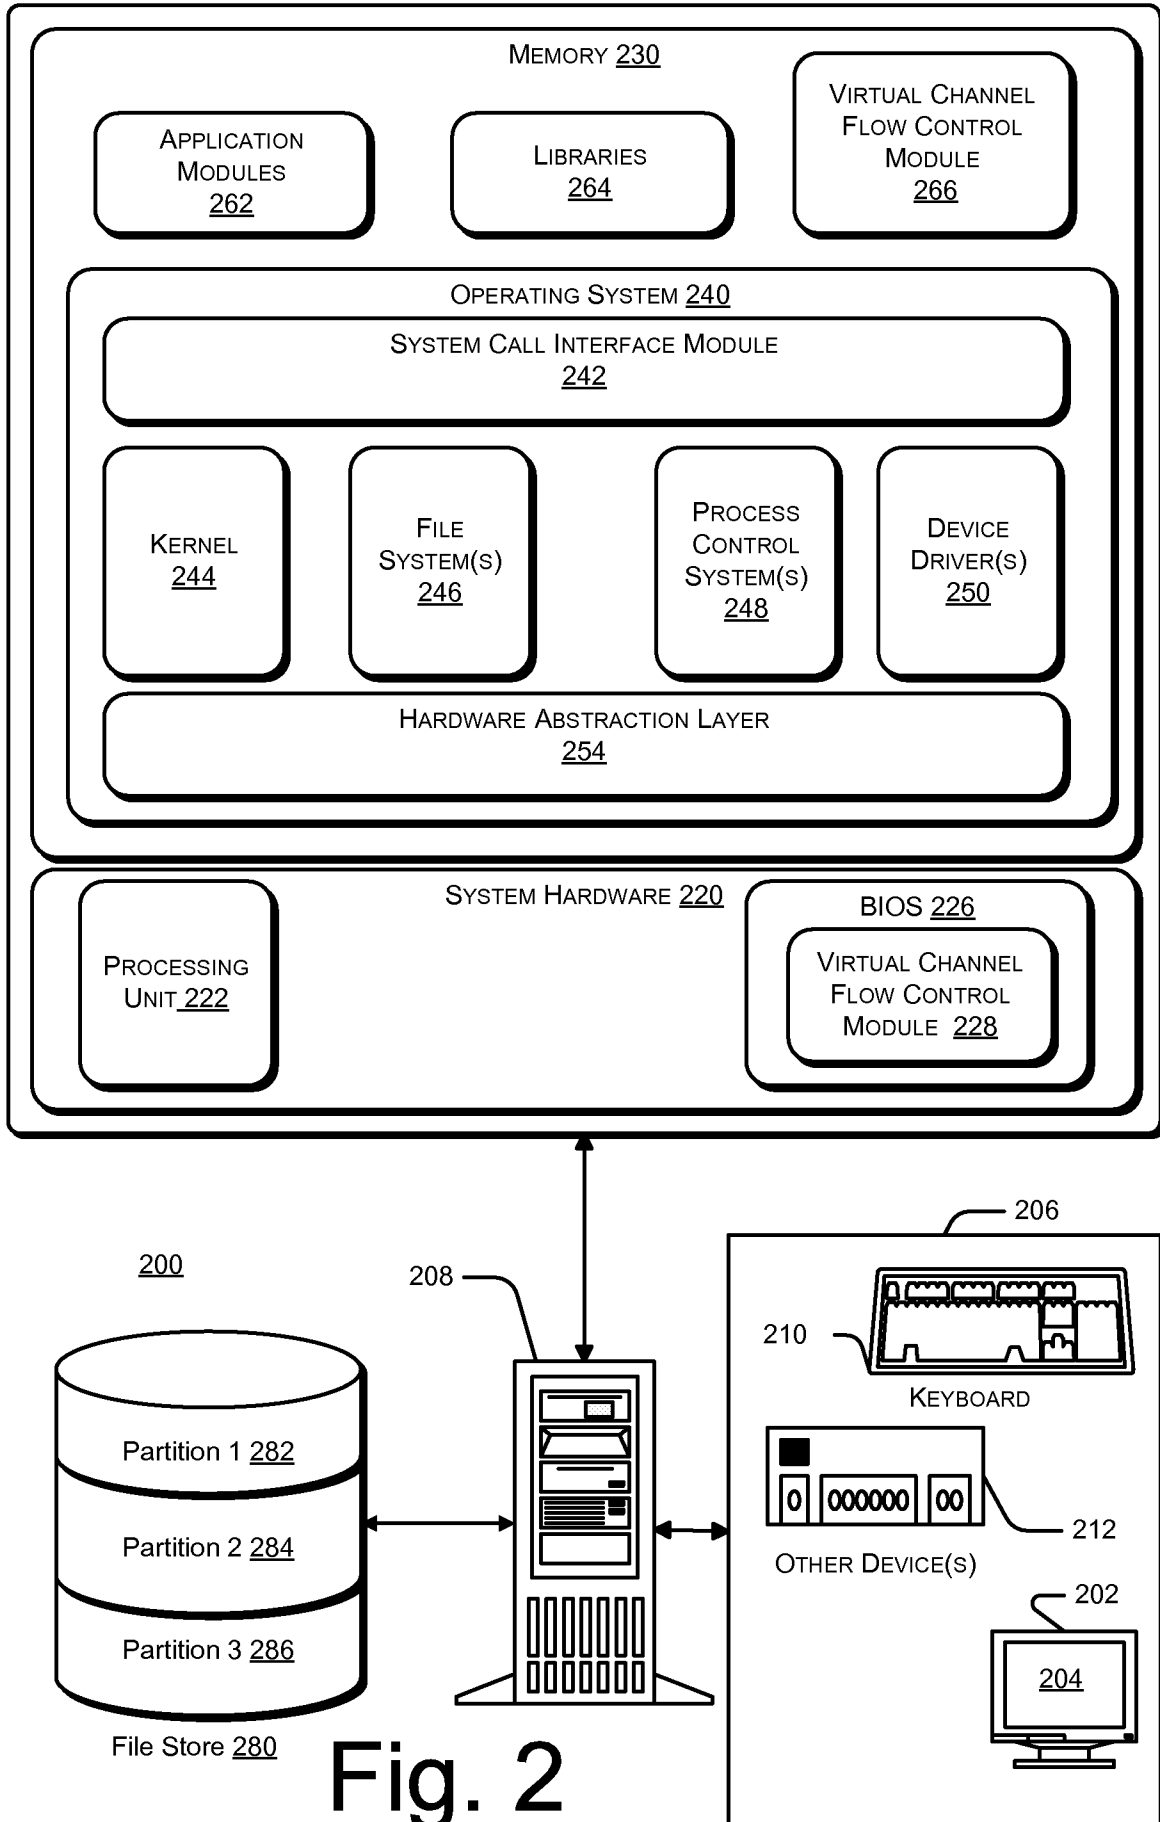 MEMORY 230
APPLICATION
MODULES
262
LIBRARIES
264
VIRTUAL CHANNEL
FLOW CONTROL
MODULE
266
OPERATING SYSTEM 240
SYSTEM CALL INTERFACE MODULE
242
KERNEL
244
FILE
SYSTEM(S)
246
PROCESS
CONTROL
SYSTEM(S)
248
DEVICE
DRIVER(S)
250
HARDWARE ABSTRACTION LAYER
254
SYSTEM HARDWARE 220
PROCESSING
UNIT 222
BIOS 226
VIRTUAL CHANNEL
FLOW CONTROL
MODULE 228
200
208
206
210
KEYBOARD
212
OTHER DEVICE(S)
202
204
Partition 1 282
Partition 2 284
Partition 3 286
File Store 280
Fig. 2